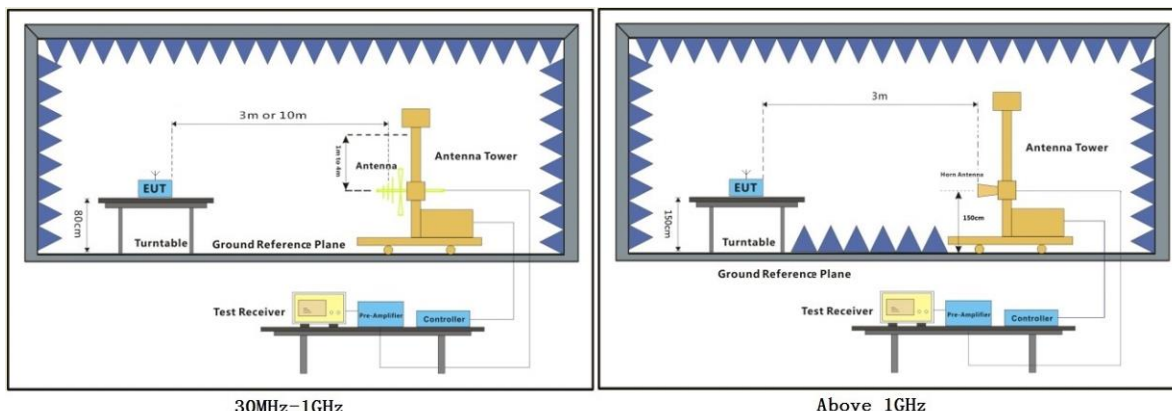 3m or 10m
1m to 4m
Antenna
Antenna Tower
EUT
80cm
Turntable
Ground Reference Plane
Test Receiver
Pre-Amplifier
Controller
30MHz-1GHz
3m
Antenna Tower
Horn Antenna
EUT
150cm
150cm
Turntable
Ground Reference Plane
Test Receiver
Pre-Amplifier
Controller
Above 1GHz